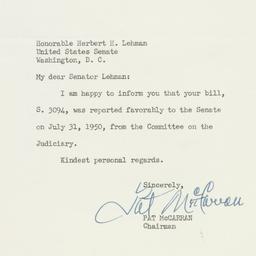 Honorable Herbert H. Lehman
United States Senate
Washington, D. C.
My dear Senator Lehman:
I am happy to inform you that your bill,
S. 3094, was reported favorably to the Senate
on July 31, 1950, from the Committee on the
Judiciary.
Kindest personal regards.
Sincerely,
Pat McCarran
PAT McCARRAN
Chairman